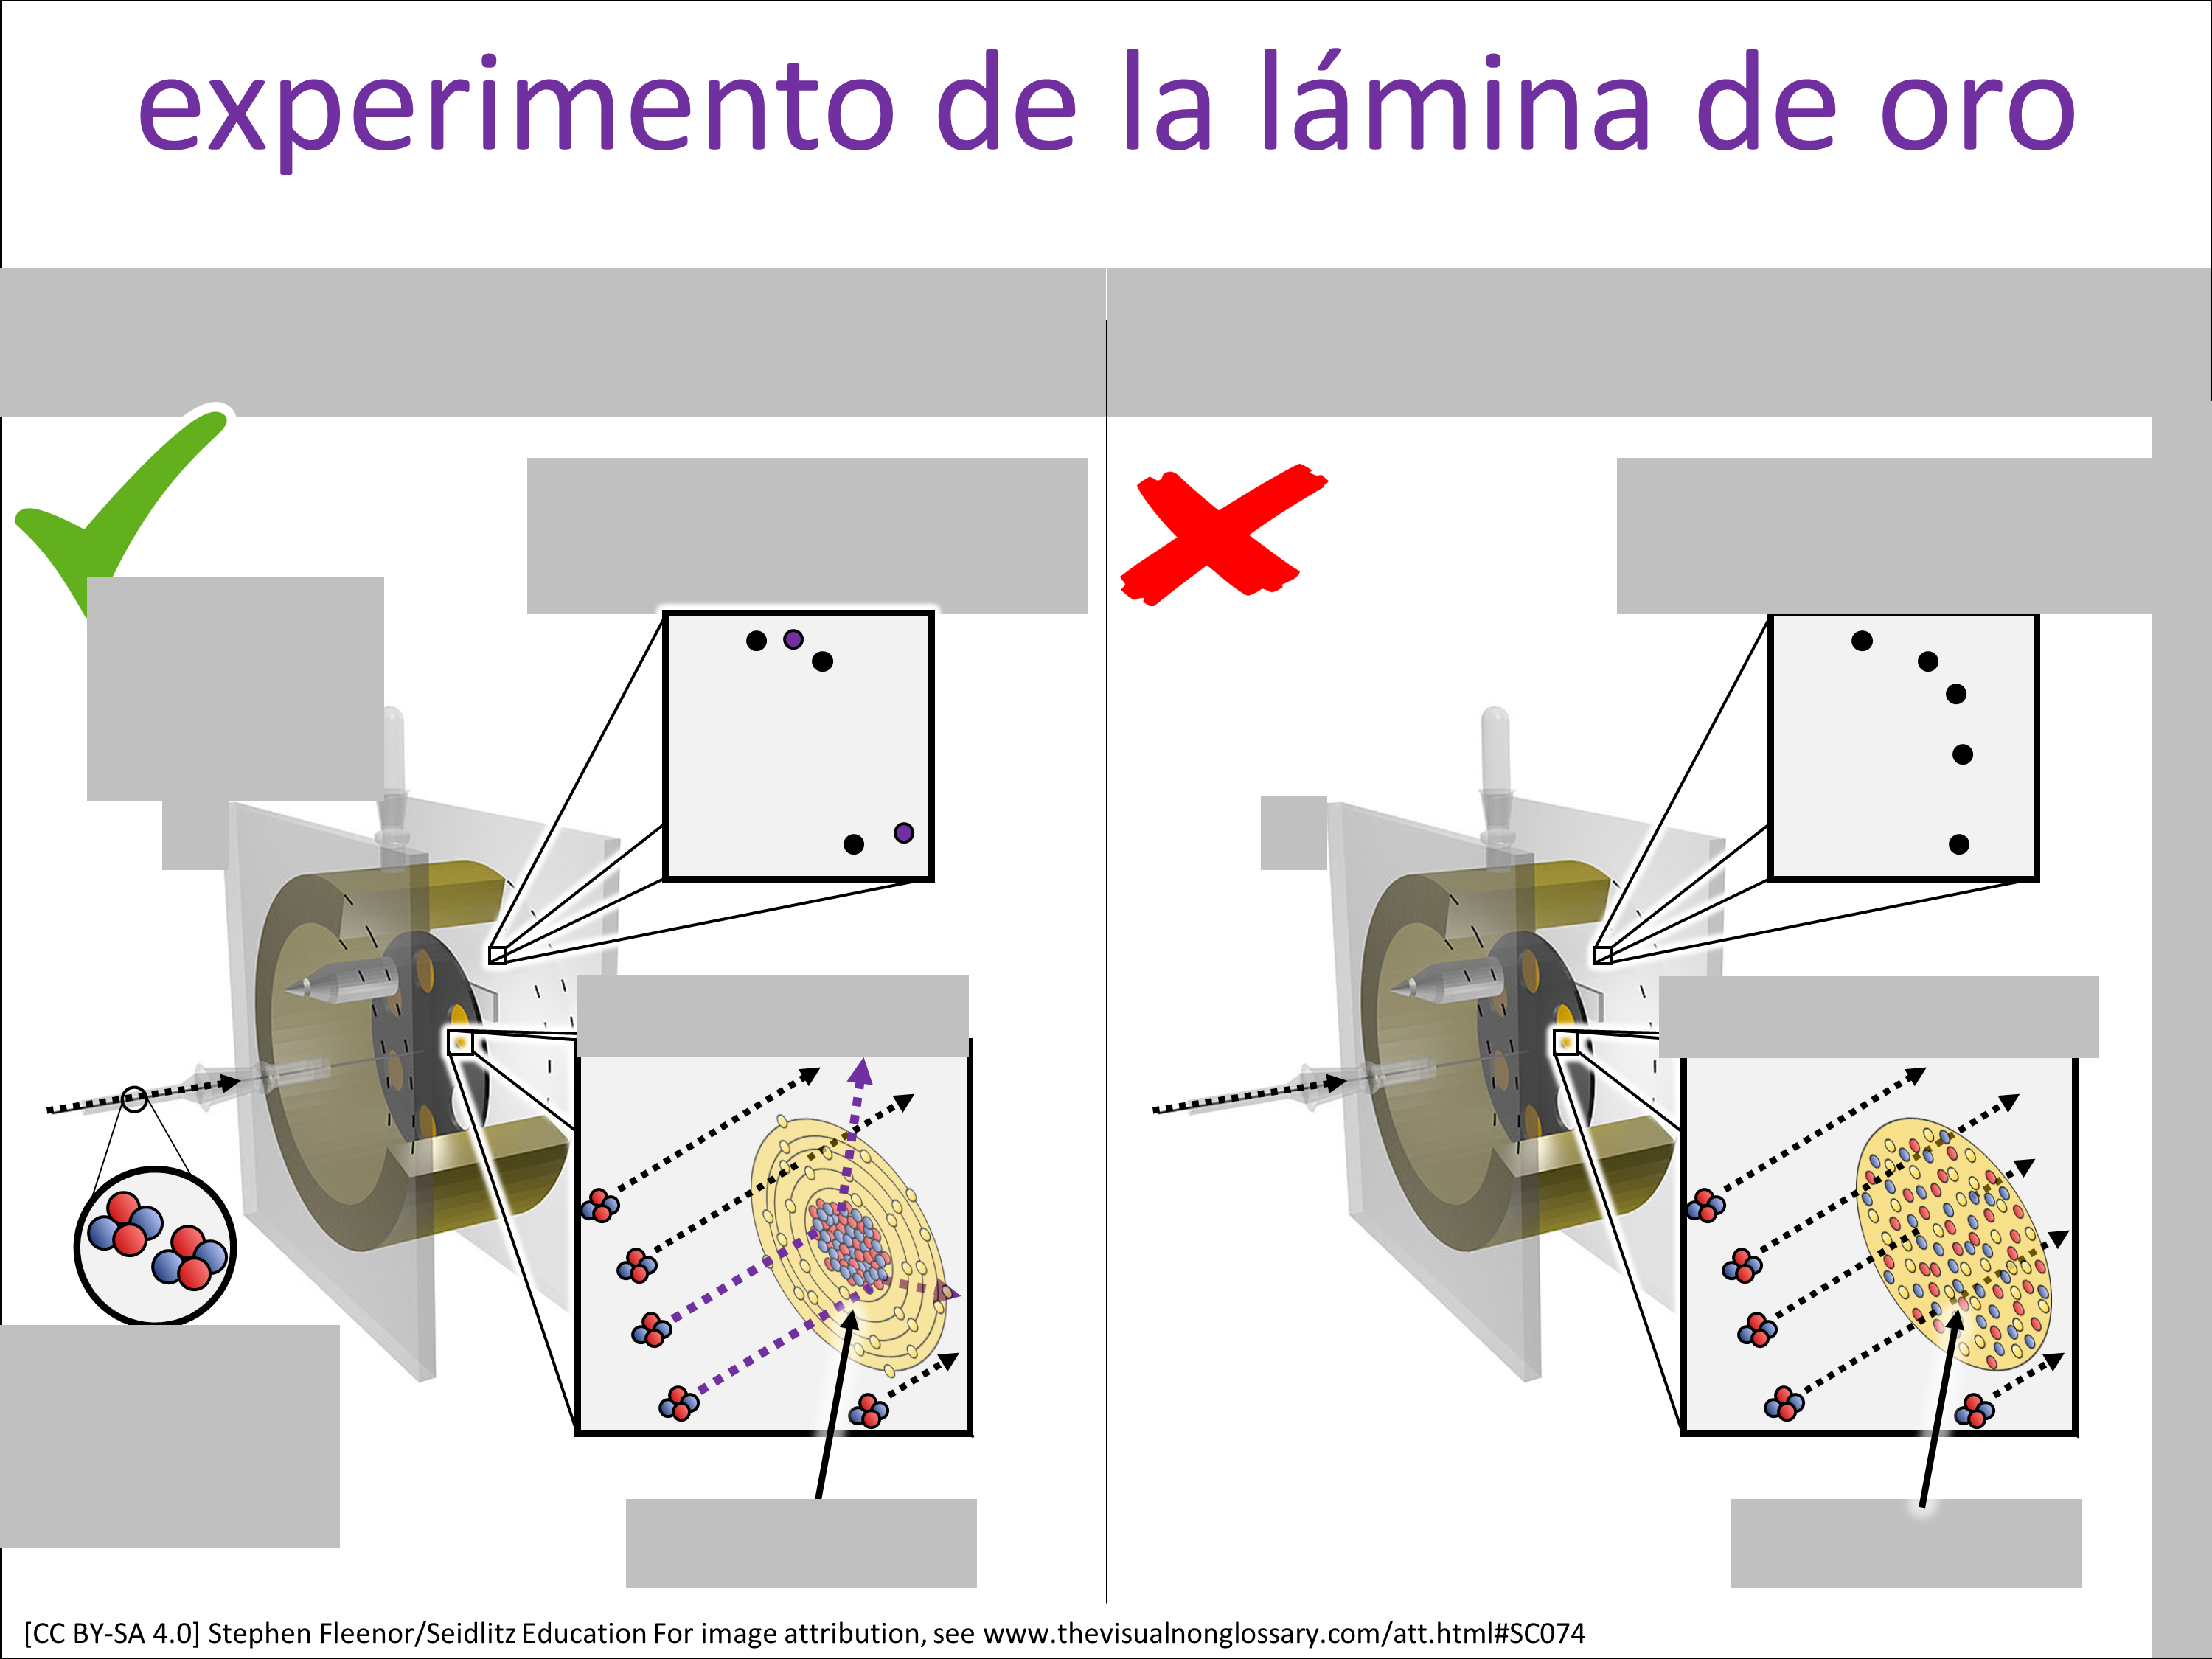 experimento de la lámina de oro
[CC BY-SA 4.0] Stephen Fleenor/Seidlitz Education For image attribution, see www.thevisualnonglossary.com/att.html#SC074